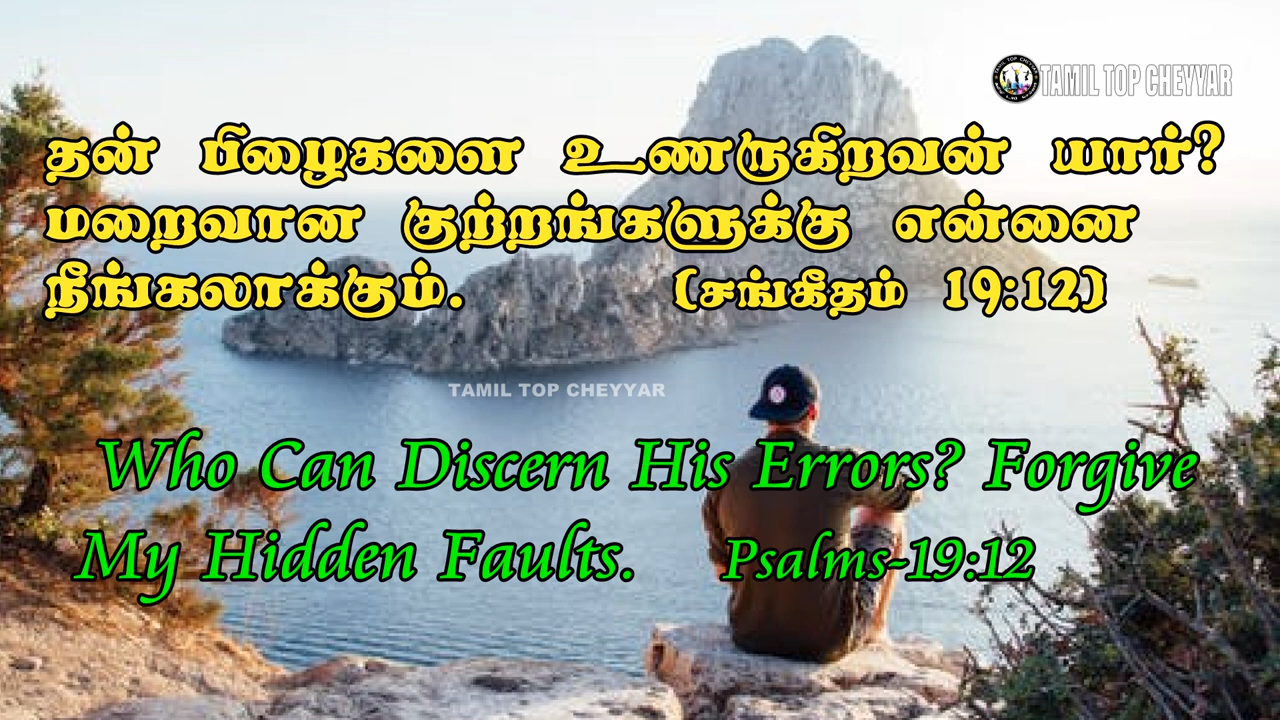 TAMIL TOP CHEYYAR
தன் பிழைகளை உணருகிறவன் யார்?
மறைவான குற்றங்களுக்கு என்னை
நீங்கலாக்கும். (சங்கீதம் 19:12)
TAMIL TOP CHEYYAR
Who Can Discern His Errors? Forgive
My Hidden Faults. Psalms-19:12